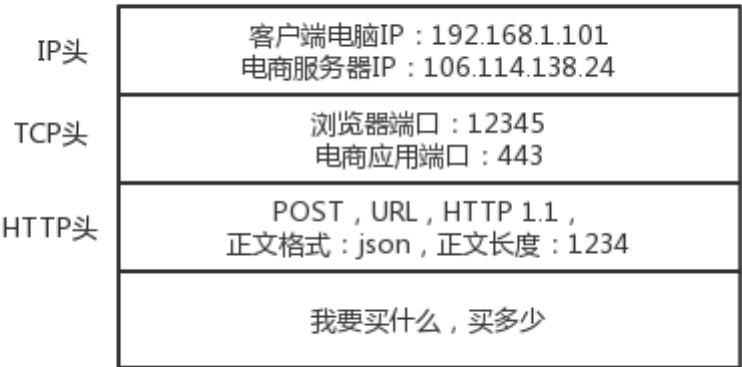 IP头
客户端电脑IP：192.168.1.101
电商服务器IP：106.114.138.24
TCP头
浏览器端口：12345
电商应用端口：443
HTTP头
POST，URL，HTTP 1.1，
正文格式：json，正文长度：1234
我要买什么，买多少